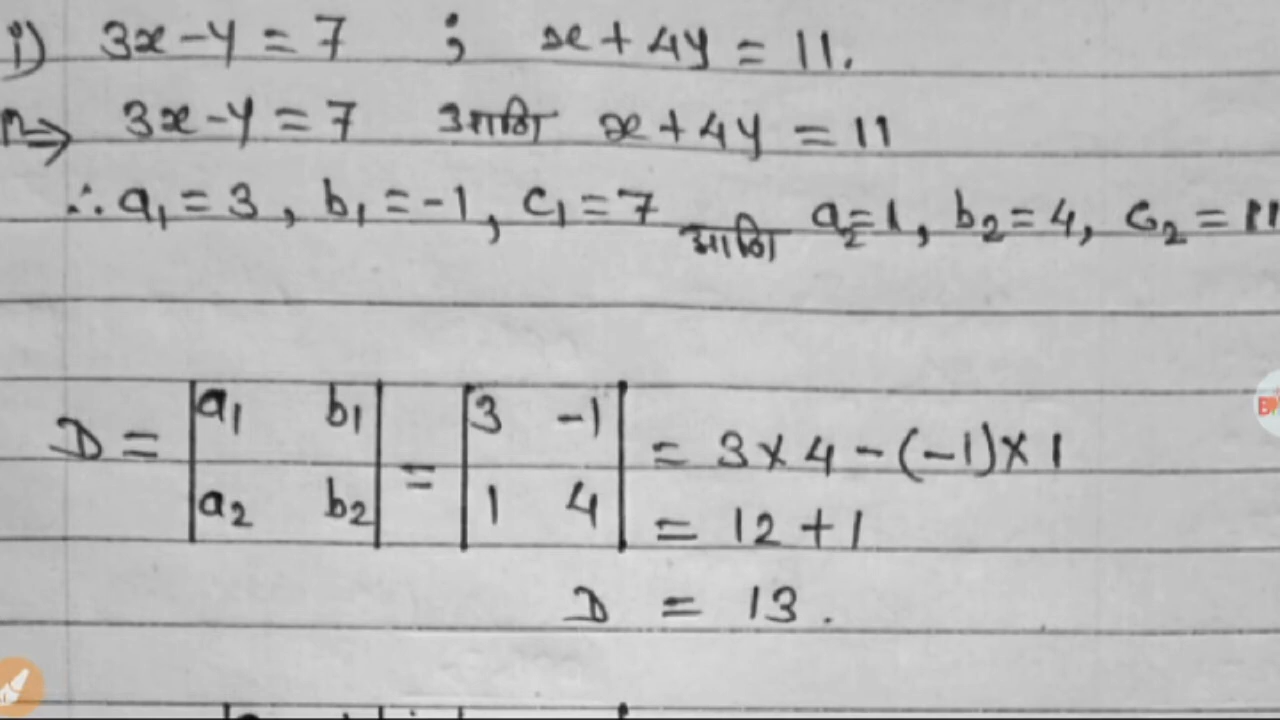 i) 3x-y = 7 ; x + 4y = 11.
⇒ 3x-y = 7 आणि x + 4y = 11
∴ a₁ = 3, b₁ = -1, c₁ = 7 आणि a₂=1, b₂ = 4, c₂ = 11
D = |a₁ b₁| = |3 -1| = 3 × 4 - (-1) × 1
|a₂ b₂| |1 4| = 12 + 1
D = 13.